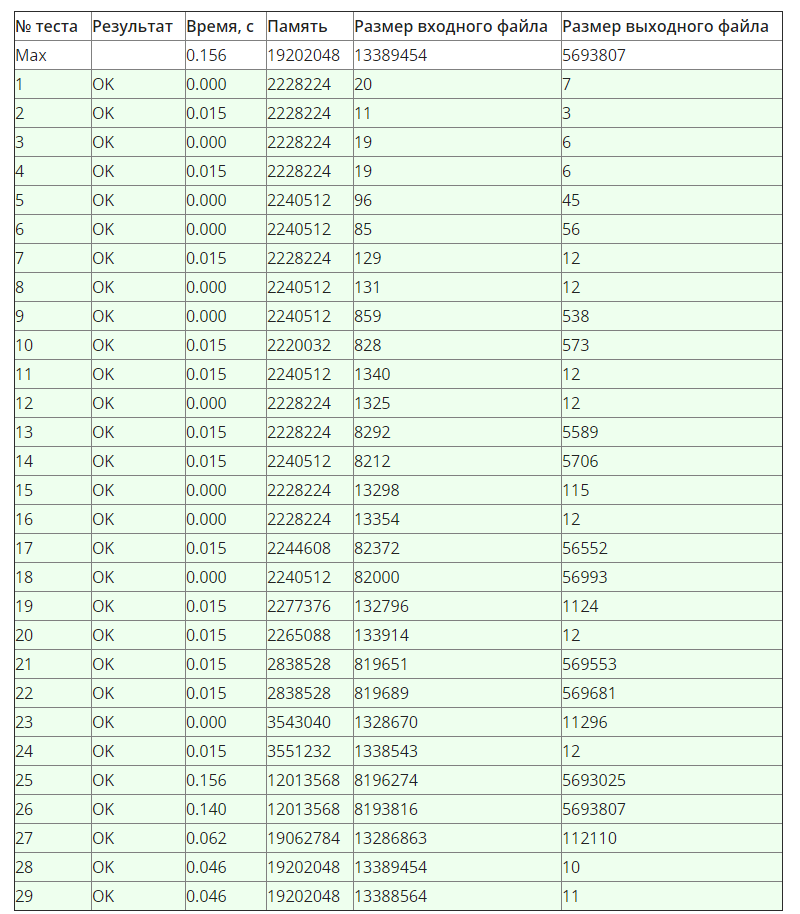 № теста Результат Время, с Память Размер входного файла Размер выходного файла
Max 0.156 19202048 13389454 5693807
1 OK 0.000 2228224 20 7
2 OK 0.015 2228224 11 3
3 OK 0.000 2228224 19 6
4 OK 0.015 2228224 19 6
5 OK 0.000 2240512 96 45
6 OK 0.000 2240512 85 56
7 OK 0.015 2228224 129 12
8 OK 0.000 2240512 131 12
9 OK 0.000 2240512 859 538
10 OK 0.015 2220032 828 573
11 OK 0.015 2240512 1340 12
12 OK 0.000 2228224 1325 12
13 OK 0.015 2228224 8292 5589
14 OK 0.015 2240512 8212 5706
15 OK 0.000 2228224 13298 115
16 OK 0.000 2228224 13354 12
17 OK 0.015 2244608 82372 56552
18 OK 0.000 2240512 82000 56993
19 OK 0.015 2277376 132796 1124
20 OK 0.015 2265088 133914 12
21 OK 0.015 2838528 819651 569553
22 OK 0.015 2838528 819689 569681
23 OK 0.000 3543040 1328670 11296
24 OK 0.015 3551232 1338543 12
25 OK 0.156 12013568 8196274 5693025
26 OK 0.140 12013568 8193816 5693807
27 OK 0.062 19062784 13286863 112110
28 OK 0.046 19202048 13389454 10
29 OK 0.046 19202048 13388564 11